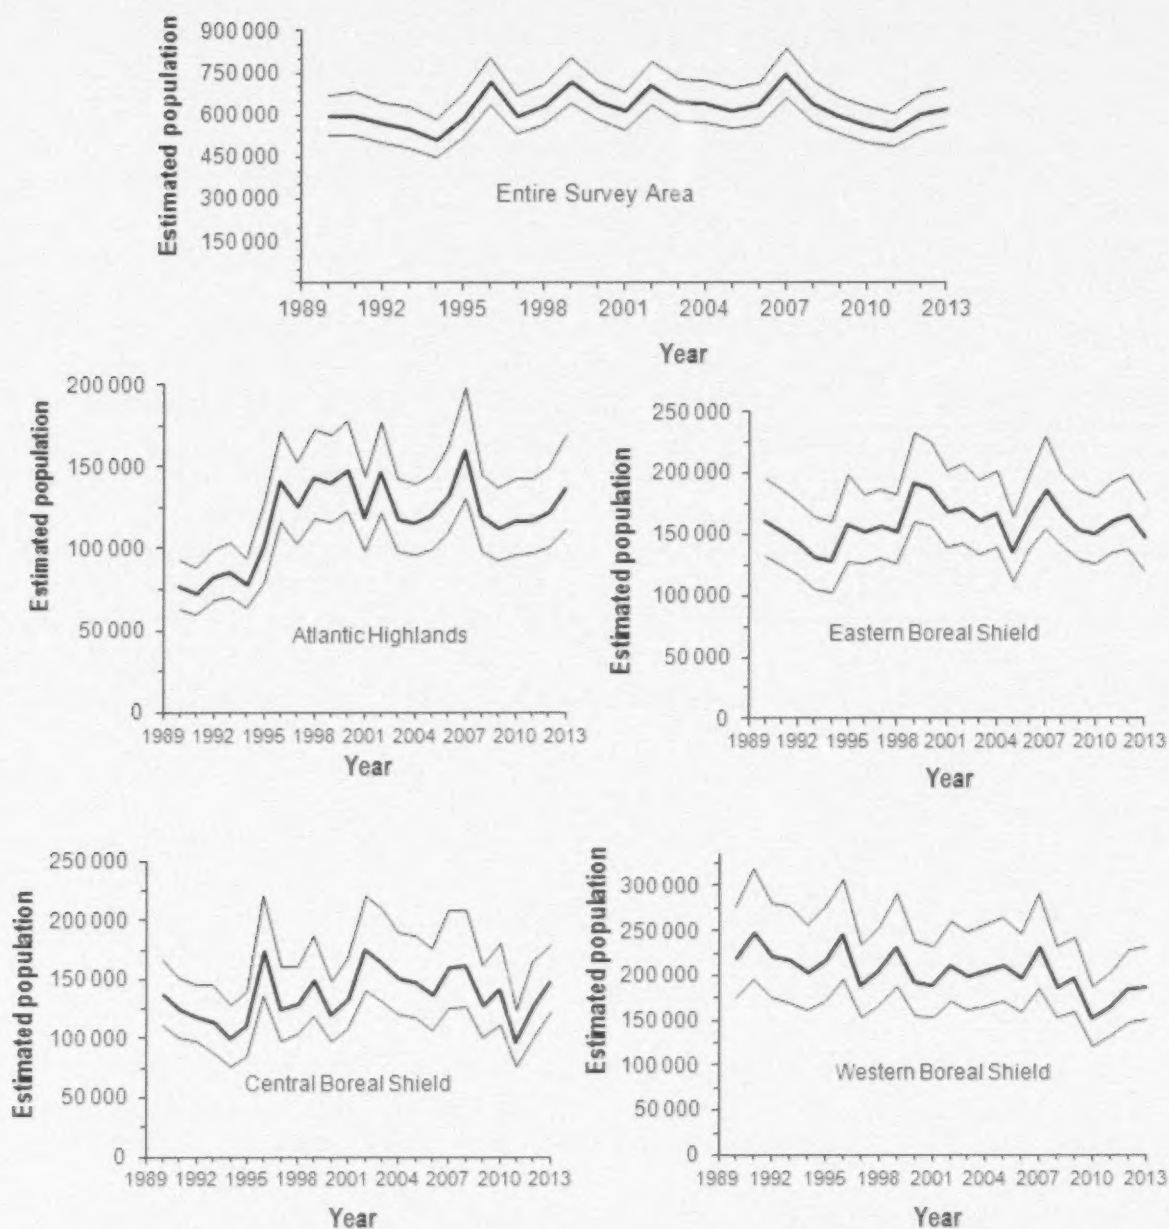 900 000
750 000
600 000
450 000
300 000
150 000
Estimated population
Entire Survey Area
1989 1992 1995 1998 2001 2004 2007 2010 2013
Year
200 000
150 000
100 000
50 000
0
Estimated population
Atlantic Highlands
1989 1992 1995 1998 2001 2004 2007 2010 2013
Year
250 000
200 000
150 000
100 000
50 000
0
Estimated population
Eastern Boreal Shield
1989 1992 1995 1998 2001 2004 2007 2010 2013
Year
250 000
200 000
150 000
100 000
50 000
0
Estimated population
Central Boreal Shield
1989 1992 1995 1998 2001 2004 2007 2010 2013
Year
300 000
250 000
200 000
150 000
100 000
50 000
0
Estimated population
Western Boreal Shield
1989 1992 1995 1998 2001 2004 2007 2010 2013
Year